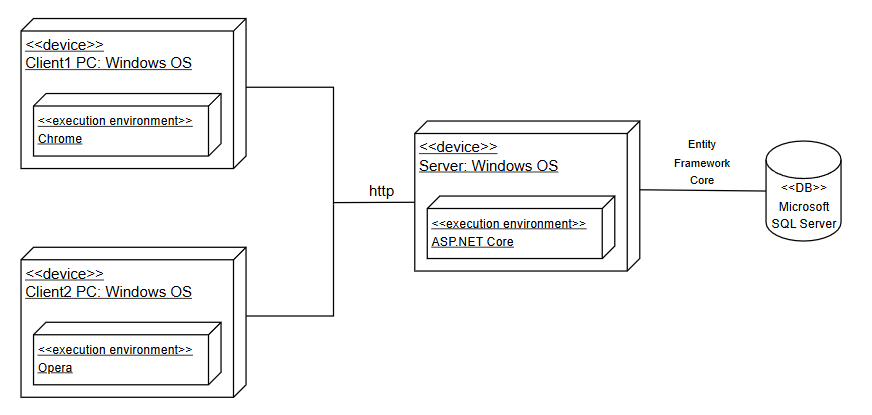 <<device>>
Client1 PC: Windows OS
<<execution environment>>
Chrome
<<device>>
Client2 PC: Windows OS
<<execution environment>>
Opera
http
<<device>>
Server: Windows OS
<<execution environment>>
ASP.NET Core
Entity
Framework
Core
<<DB>>
Microsoft
SQL Server